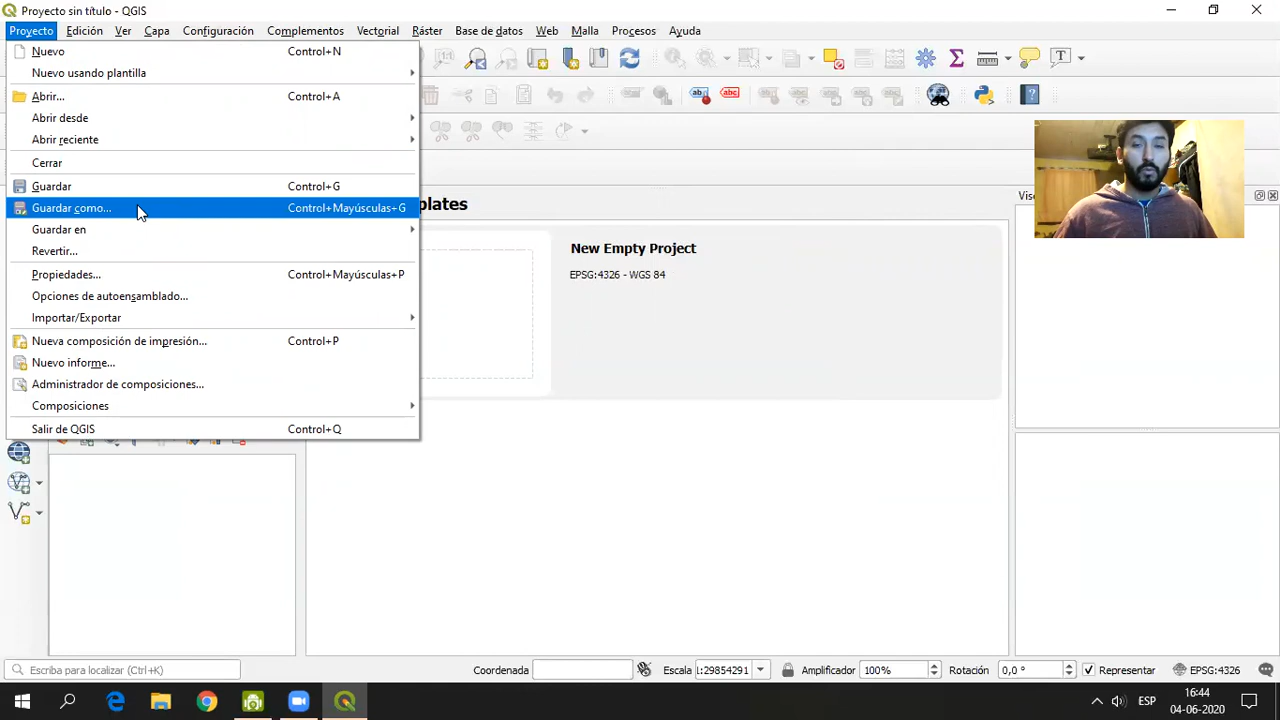 Proyecto sin título - QGIS
Proyecto Edición Ver Capa Configuración Complementos Vectorial Ráster Base de datos Web Malla Procesos Ayuda
Nuevo Control+N
Nuevo usando plantilla
Abrir... Control+A
Abrir desde
Abrir reciente
Cerrar
Guardar Control+G
Guardar como... Control+Mayúsculas+G
Guardar en
Revertir...
Propiedades... Control+Mayúsculas+P
Opciones de autoensamblado...
Importar/Exportar
Nueva composición de impresión... Control+P
Nuevo informe...
Administrador de composiciones...
Composiciones
Salir de QGIS Control+Q
plates
New Empty Project
EPSG:4326 - WGS 84
Escriba para localizar (Ctrl+K) Coordenada Escala 1:29854291 Amplificador 100% Rotación 0,0 ° Representar EPSG:4326
ESP 16:44
04-06-2020